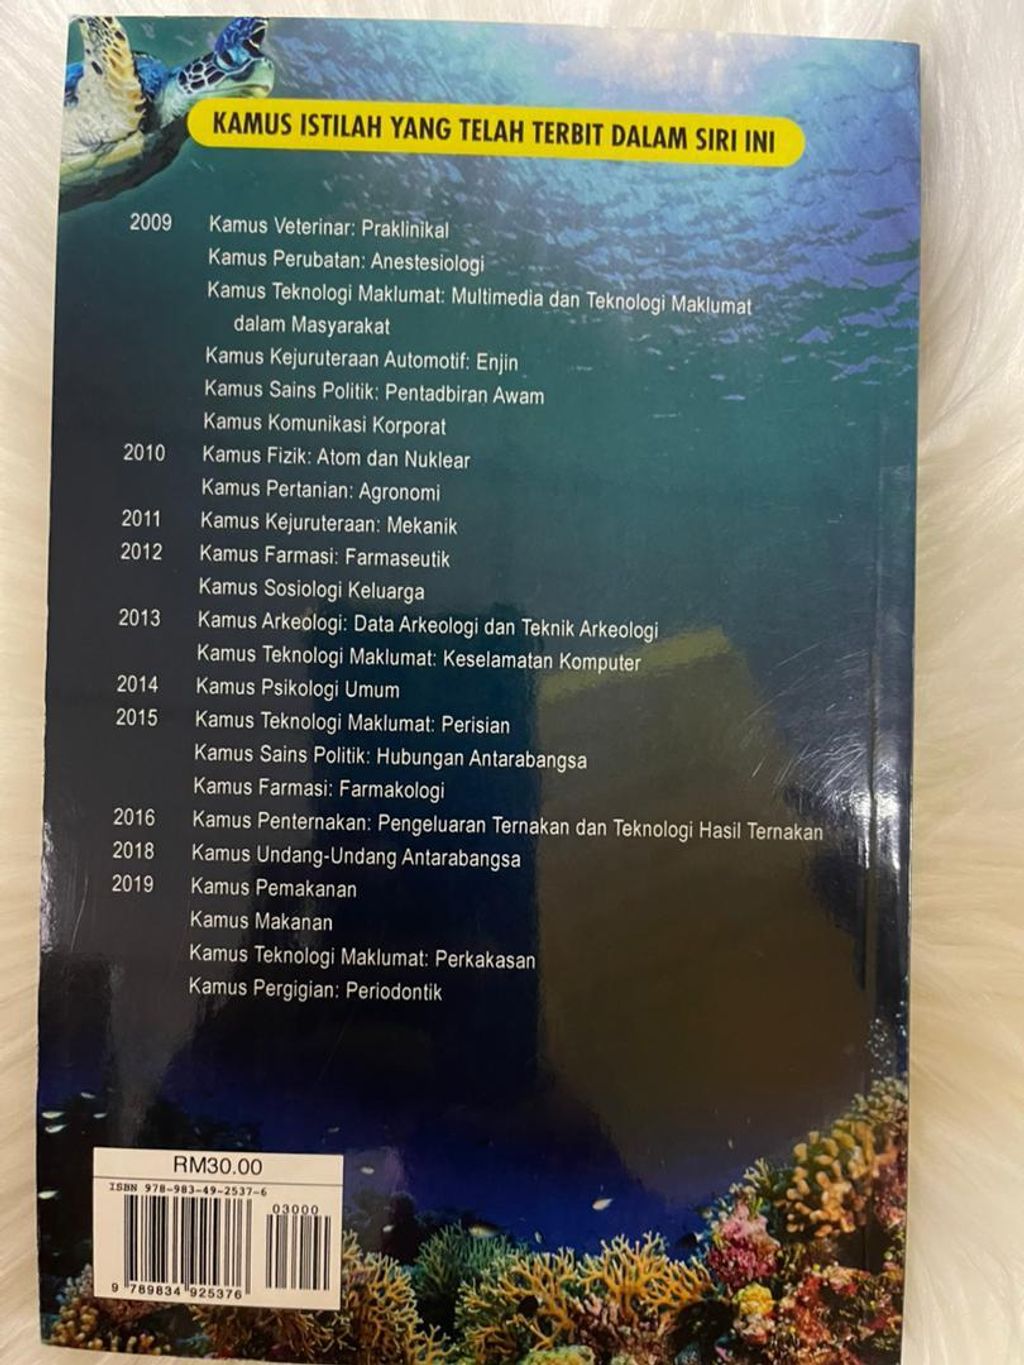 KAMUS ISTILAH YANG TELAH TERBIT DALAM SIRI INI
2009 Kamus Veterinar: Praklinikal
Kamus Perubatan: Anestesiologi
Kamus Teknologi Maklumat: Multimedia dan Teknologi Maklumat
dalam Masyarakat
Kamus Kejuruteraan Automotif: Enjin
Kamus Sains Politik: Pentadbiran Awam
Kamus Komunikasi Korporat
2010 Kamus Fizik: Atom dan Nuklear
Kamus Pertanian: Agronomi
2011 Kamus Kejuruteraan: Mekanik
2012 Kamus Farmasi: Farmaseutik
Kamus Sosiologi Keluarga
2013 Kamus Arkeologi: Data Arkeologi dan Teknik Arkeologi
Kamus Teknologi Maklumat: Keselamatan Komputer
2014 Kamus Psikologi Umum
2015 Kamus Teknologi Maklumat: Perisian
Kamus Sains Politik: Hubungan Antarabangsa
Kamus Farmasi: Farmakologi
2016 Kamus Penternakan: Pengeluaran Ternakan dan Teknologi Hasil Ternakan
2018 Kamus Undang-Undang Antarabangsa
2019 Kamus Pemakanan
Kamus Makanan
Kamus Teknologi Maklumat: Perkakasan
Kamus Pergigian: Periodontik
RM30.00
ISBN 978-983-49-2537-6
03000
9 789834 925376